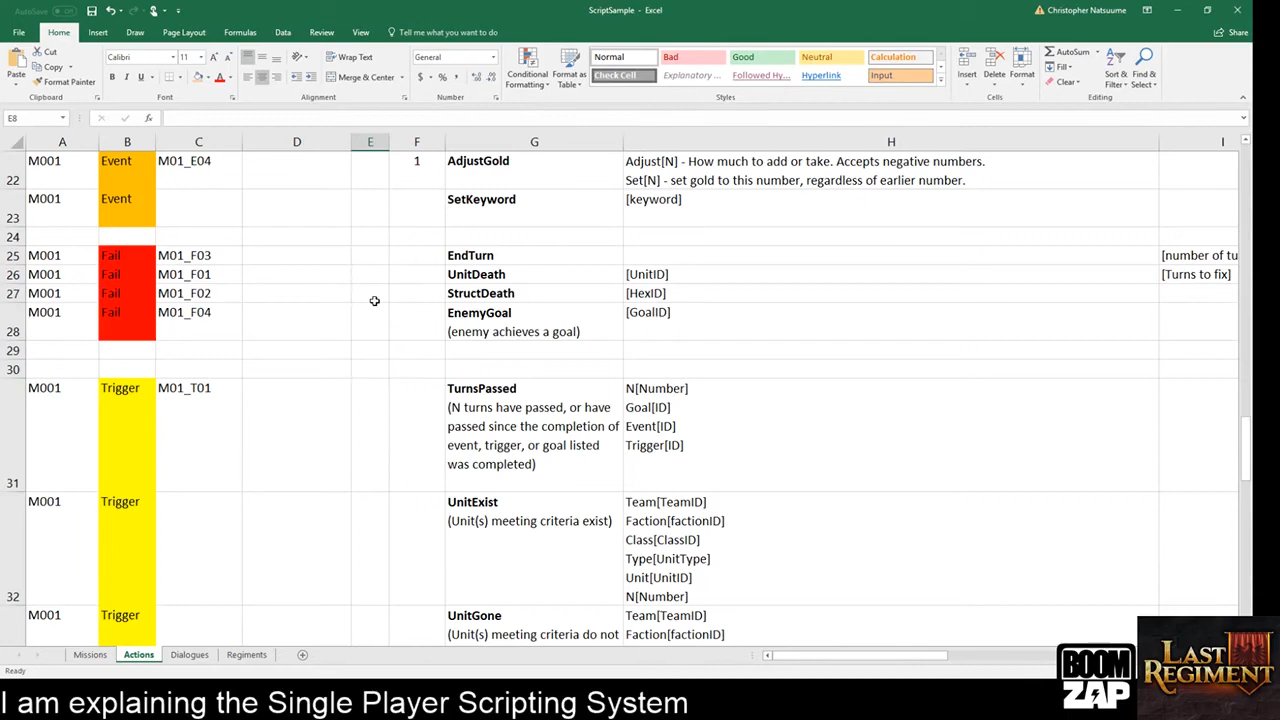 AutoSave Off
ScriptSample - Excel
Christopher Natsuume
File Home Insert Draw Page Layout Formulas Data Review View Tell me what you want to do Share
Paste
Cut
Copy
Format Painter
Clipboard
Calibri 11
B I U
Font
Wrap Text
Merge & Center
Alignment
General
$ % ,
Number
Conditional Formatting
Format as Table
Normal Bad Good Neutral Calculation
Check Cell Explanatory ... Followed Hy... Hyperlink Input
Styles
Insert Delete Format
Cells
AutoSum
Fill
Clear
Sort & Filter
Find & Select
Editing
E8 fx
A B C D E F G H I
22 M001 Event M01_E04 1 AdjustGold Adjust[N] - How much to add or take. Accepts negative numbers.
Set[N] - set gold to this number, regardless of earlier number.
23 M001 Event SetKeyword [keyword]
24
25 M001 Fail M01_F03 EndTurn [number of tu
26 M001 Fail M01_F01 UnitDeath [UnitID] [Turns to fix]
27 M001 Fail M01_F02 StructDeath [HexID]
28 M001 Fail M01_F04 EnemyGoal [GoalID]
(enemy achieves a goal)
29
30
31 M001 Trigger M01_T01 TurnsPassed N[Number]
(N turns have passed, or have Goal[ID]
passed since the completion of Event[ID]
event, trigger, or goal listed Trigger[ID]
was completed)
32 M001 Trigger UnitExist Team[TeamID]
(Unit(s) meeting criteria exist) Faction[factionID]
Class[ClassID]
Type[UnitType]
Unit[UnitID]
N[Number]
M001 Trigger UnitGone Team[TeamID]
(Unit(s) meeting criteria do not Faction[factionID]
Missions Actions Dialogues Regiments
Ready
BOOM
ZAP
LAST
REGIMENT
I am explaining the Single Player Scripting System